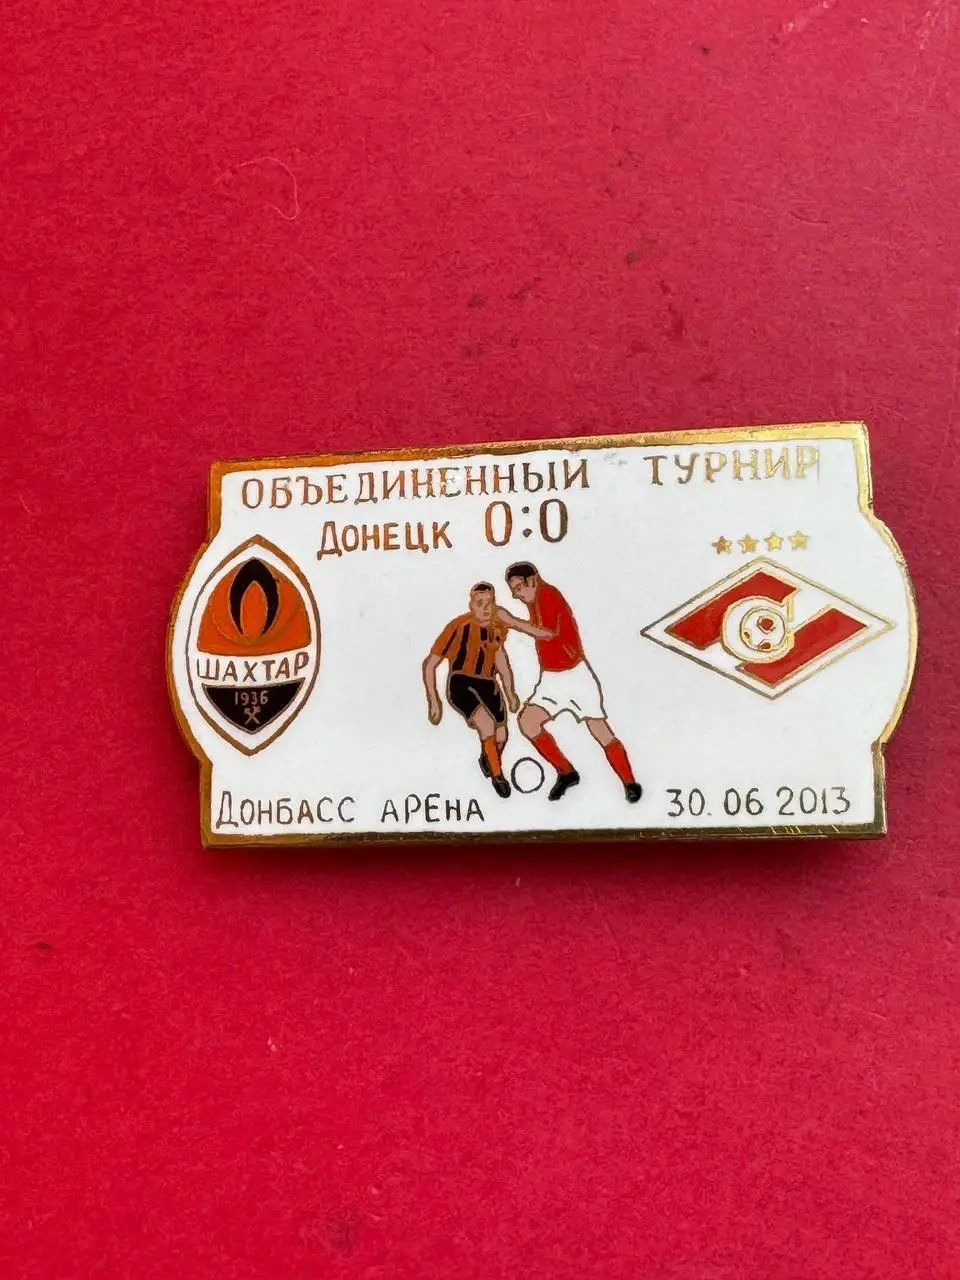 ОБЪЕДИНЕННЫЙ ТУРНИР
ДОНЕЦК 0:0
ШАХТАР
1936
ДОНБАСС АРЕНА
30.06 2013